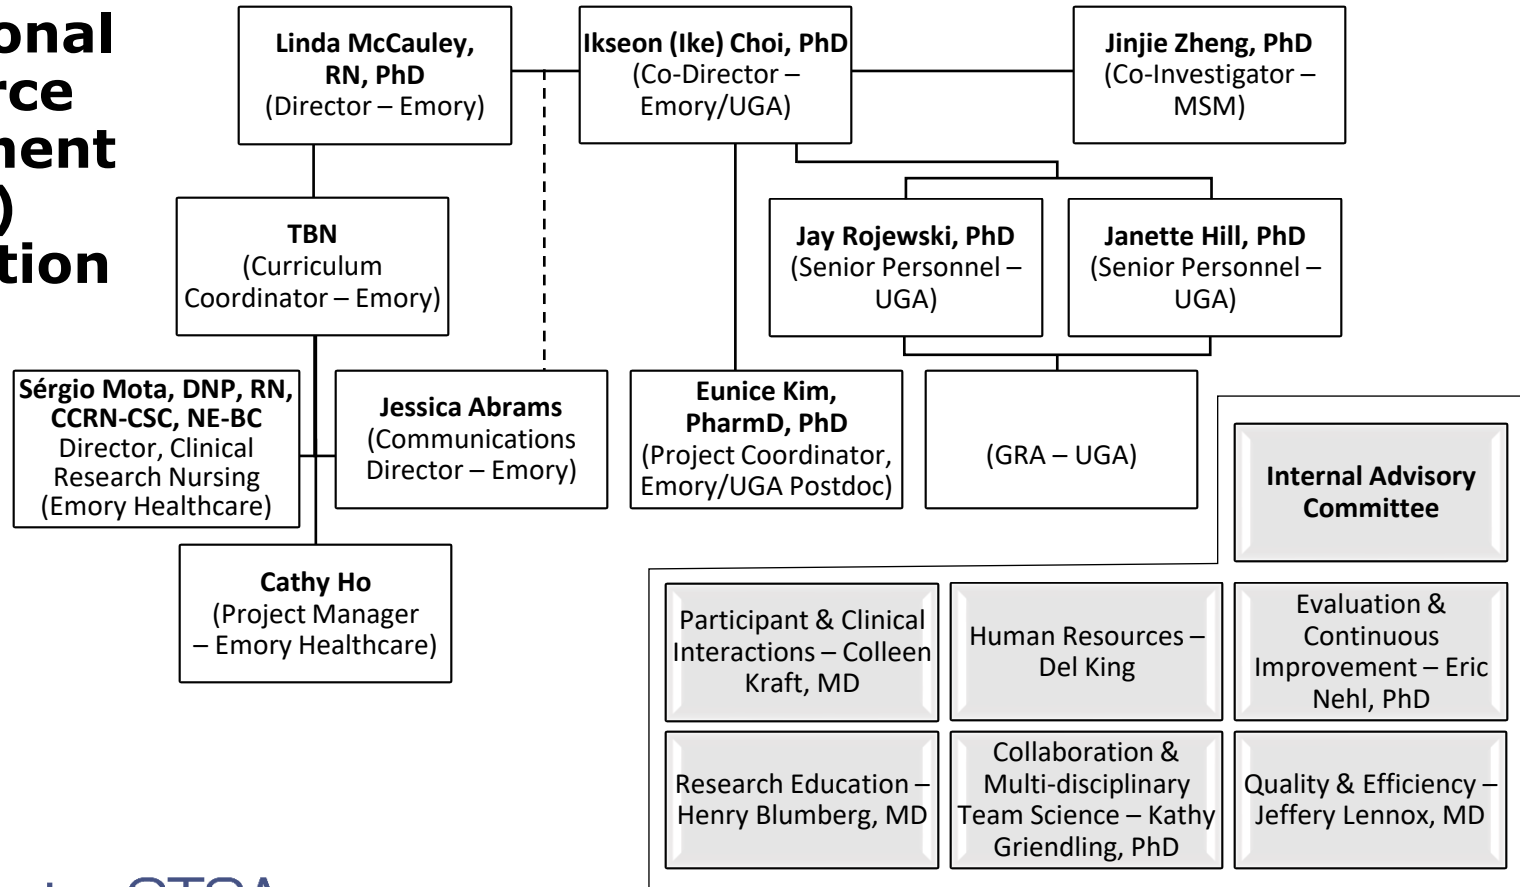 onal
rce
nent
)
tion
Linda McCauley,
RN, PhD
(Director – Emory)
Ikseon (Ike) Choi, PhD
(Co-Director –
Emory/UGA)
Jinjie Zheng, PhD
(Co-Investigator –
MSM)
TBN
(Curriculum
Coordinator – Emory)
Jay Rojewski, PhD
(Senior Personnel –
UGA)
Janette Hill, PhD
(Senior Personnel –
UGA)
Sérgio Mota, DNP, RN,
CCRN-CSC, NE-BC
Director, Clinical
Research Nursing
(Emory Healthcare)
Jessica Abrams
(Communications
Director – Emory)
Eunice Kim,
PharmD, PhD
(Project Coordinator,
Emory/UGA Postdoc)
(GRA – UGA)
Cathy Ho
(Project Manager
– Emory Healthcare)
Internal Advisory
Committee
Participant & Clinical
Interactions – Colleen
Kraft, MD
Human Resources –
Del King
Evaluation &
Continuous
Improvement – Eric
Nehl, PhD
Research Education –
Henry Blumberg, MD
Collaboration &
Multi-disciplinary
Team Science – Kathy
Griendling, PhD
Quality & Efficiency –
Jeffery Lennox, MD